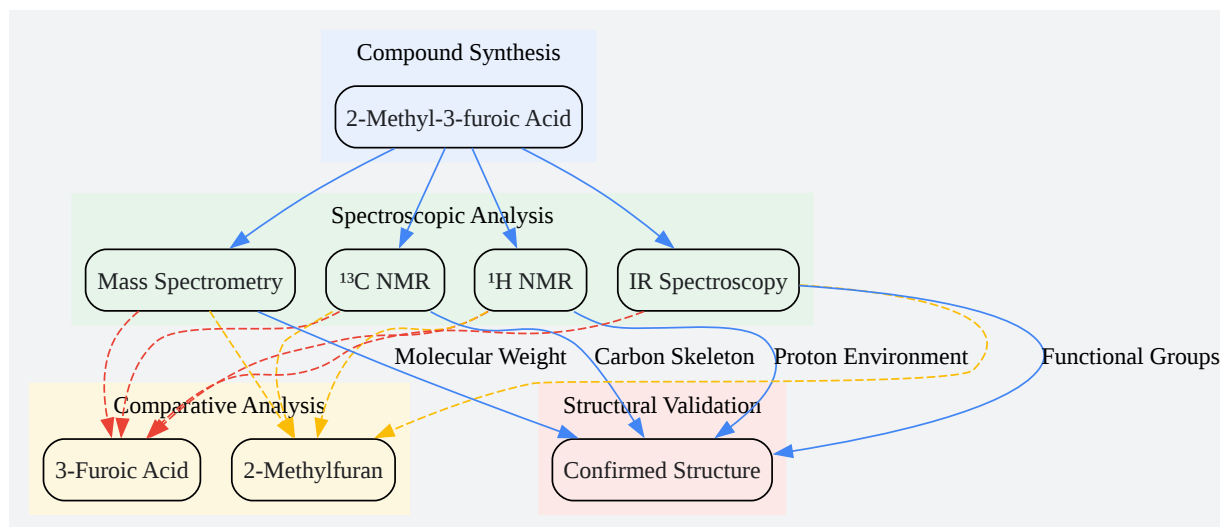 Compound Synthesis
2-Methyl-3-furoic Acid
Spectroscopic Analysis
Mass Spectrometry
¹³C NMR
¹H NMR
IR Spectroscopy
Molecular Weight
Carbon Skeleton
Proton Environment
Functional Groups
Comparative Analysis
Structural Validation
3-Furoic Acid
2-Methylfuran
Confirmed Structure